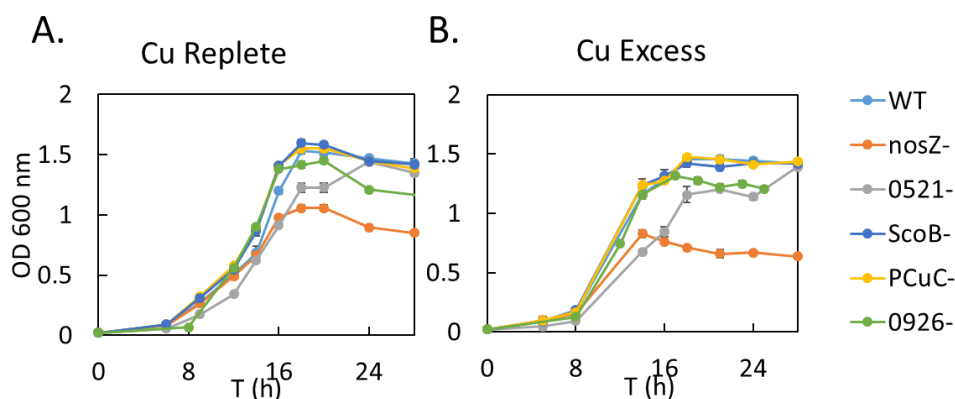 A.
Cu Replete
OD 600 nm
2
1.5
1
0.5
0
0
8
16
24
T (h)
B.
Cu Excess
2
1.5
1
0.5
0
0
8
16
24
T (h)
WT
nosZ-
0521-
ScoB-
PCuC-
0926-